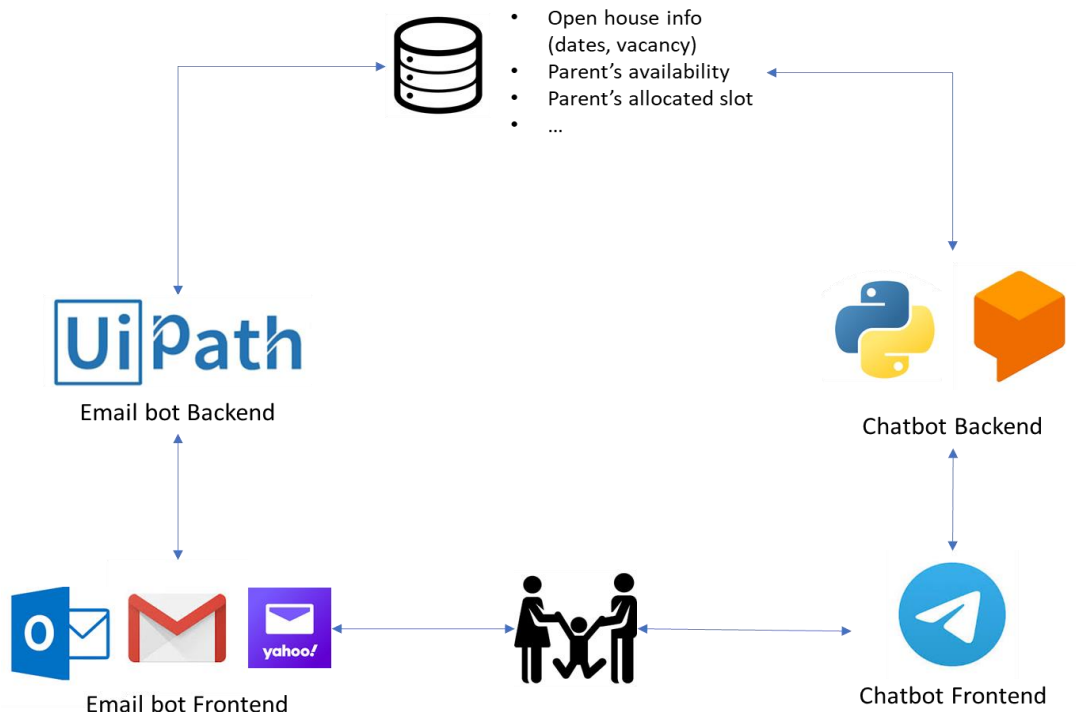 • Open house info
(dates, vacancy)
• Parent’s availability
• Parent’s allocated slot
• ...
UiPath
Email bot Backend
Chatbot Backend
O
yahoo!
Email bot Frontend
Chatbot Frontend